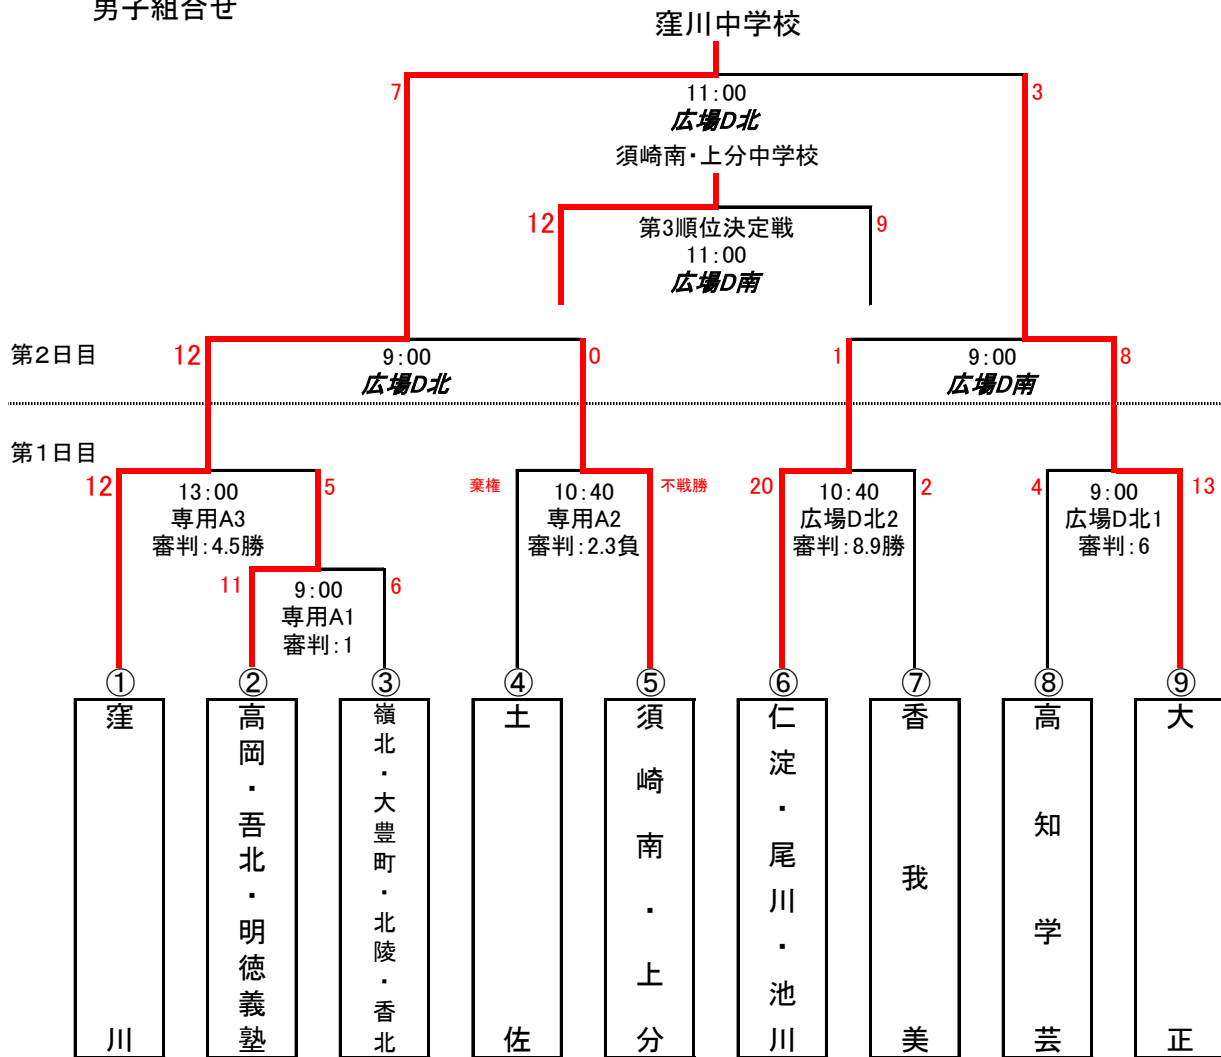 男子組合せ
窪川中学校
7
3
11:00
広場D北
須崎南・上分中学校
12
9
第3順位決定戦
11:00
広場D南
第2日目
12
0
9:00
広場D北
1
8
9:00
広場D南
第1日目
12
5
13:00
専用A3
審判:4.5勝
棄権
不戦勝
10:40
専用A2
審判:2.3負
20
2
10:40
広場D北2
審判:8.9勝
4
13
9:00
広場D北1
審判:6
11
6
9:00
専用A1
審判:1
①
②
③
④
⑤
⑥
⑦
⑧
⑨
窪川
高岡・吾北・明徳義塾
嶺北・大豊町・北陵・香北
土佐
須崎南・上分
仁淀・尾川・池川
香我美
高知学芸
大正